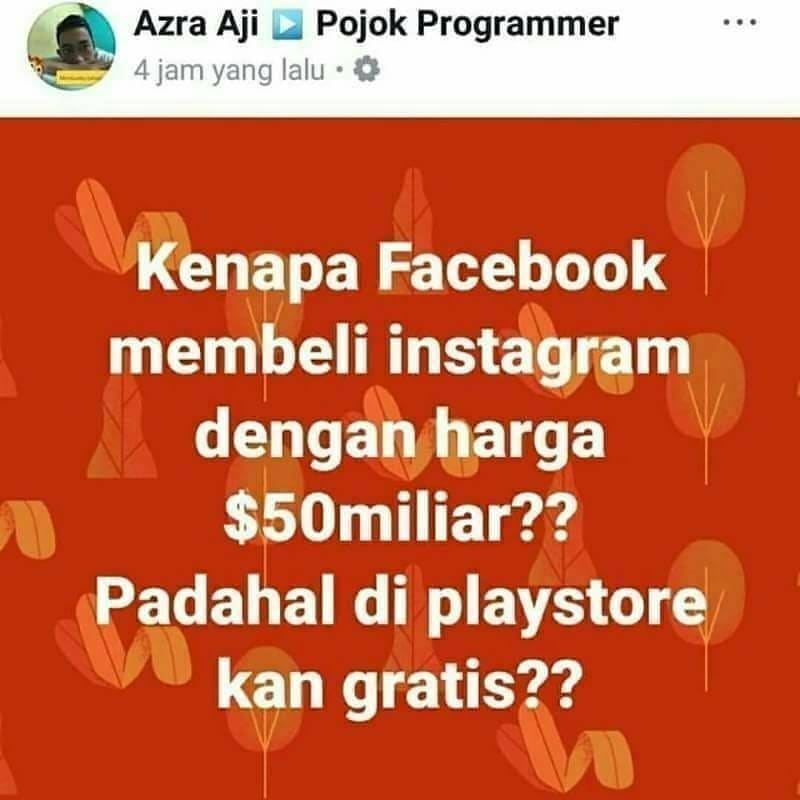 Azra Aji ▶ Pojok Programmer
4 jam yang lalu ·
Kenapa Facebook
membeli instagram
dengan harga
$50miliar??
Padahal di playstore
kan gratis??